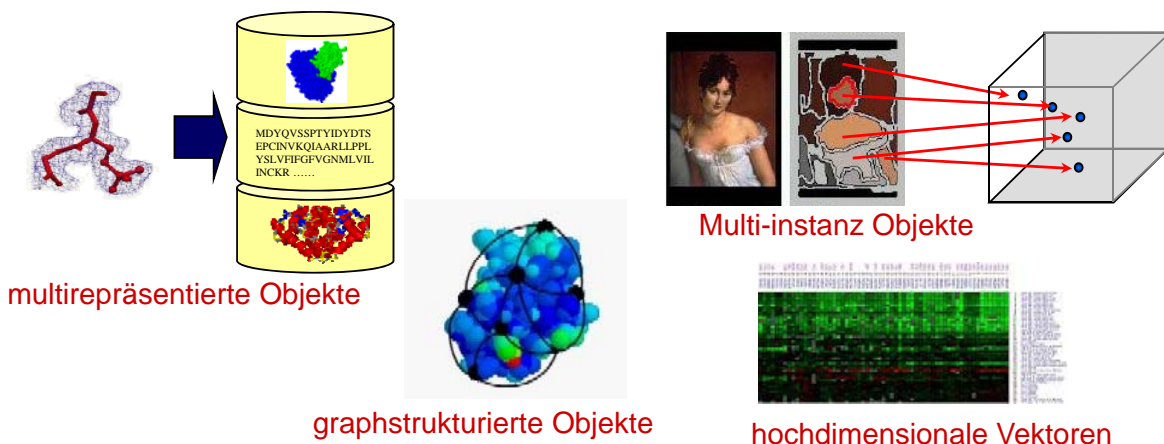 MDYQVSSPTYIDYDTS
EPCINVKQIAARLLPPL
YSLVFIFGFVGNMLVIL
INCKR ……
multirepräsentierte Objekte
graphstrukturierte Objekte
Multi-instanz Objekte
hochdimensionale Vektoren